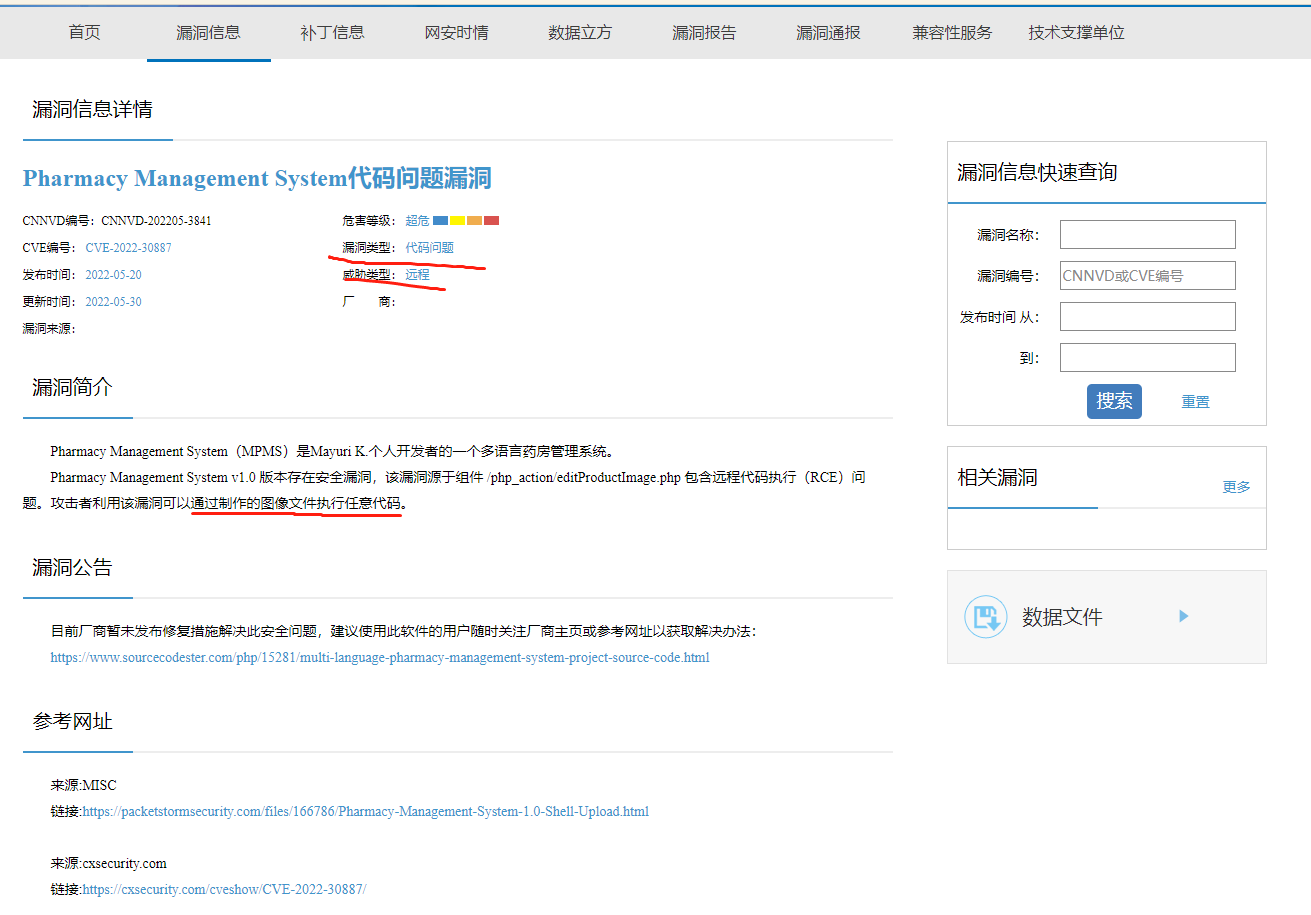 首页 漏洞信息 补丁信息 网安时情 数据立方 漏洞报告 漏洞通报 兼容性服务 技术支撑单位
漏洞信息详情
Pharmacy Management System代码问题漏洞
CNNVD编号：CNNVD-202205-3841
危害等级： 超危
CVE编号： CVE-2022-30887
漏洞类型： 代码问题
发布时间： 2022-05-20
威胁类型： 远程
更新时间： 2022-05-30
厂 商：
漏洞来源：
漏洞简介
Pharmacy Management System（MPMS）是Mayuri K.个人开发者的一个多语言药房管理系统。
Pharmacy Management System v1.0 版本存在安全漏洞，该漏洞源于组件 /php_action/editProductImage.php 包含远程代码执行（RCE）问
题。攻击者利用该漏洞可以通过制作的图像文件执行任意代码。
漏洞公告
目前厂商暂未发布修复措施解决此安全问题，建议使用此软件的用户随时关注厂商主页或参考网址以获取解决办法：
https://www.sourcecodester.com/php/15281/multi-language-pharmacy-management-system-project-source-code.html
参考网址
来源:MISC
链接:https://packetstormsecurity.com/files/166786/Pharmacy-Management-System-1.0-Shell-Upload.html
来源:cxsecurity.com
链接:https://cxsecurity.com/cveshow/CVE-2022-30887/
漏洞信息快速查询
漏洞名称：
漏洞编号： CNNVD或CVE编号
发布时间 从：
到：
搜索 重置
相关漏洞
更多
数据文件